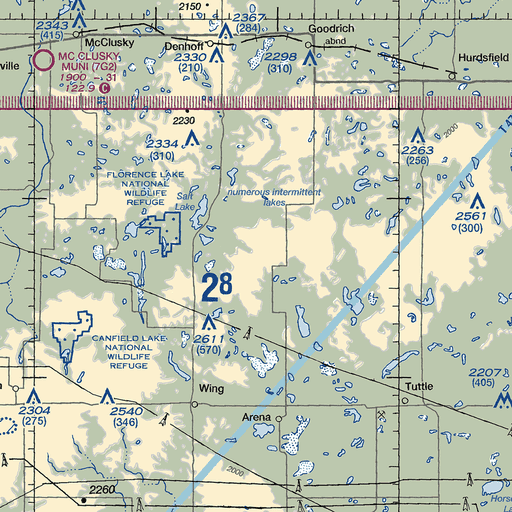 2150
2367
(284)
2343
(415)
Goodrich
abnd
McClusky
Denhoff
2330
(210)
2298
(310)
Hurdsfield
MC CLUSKY
MUNI (7G2)
1900 - 31
122.9 C
ville
2230
2334
(310)
2000
2263
(256)
FLORENCE LAKE
NATIONAL
WILDLIFE
REFUGE
Salt
Lake
numerous intermittent
lakes
2561
(300)
28
2611
(570)
CANFIELD LAKE
NATIONAL
WILDLIFE
REFUGE
2207
(405)
Wing
Tuttle
2304
(275)
2540
(346)
Arena
2000
2260